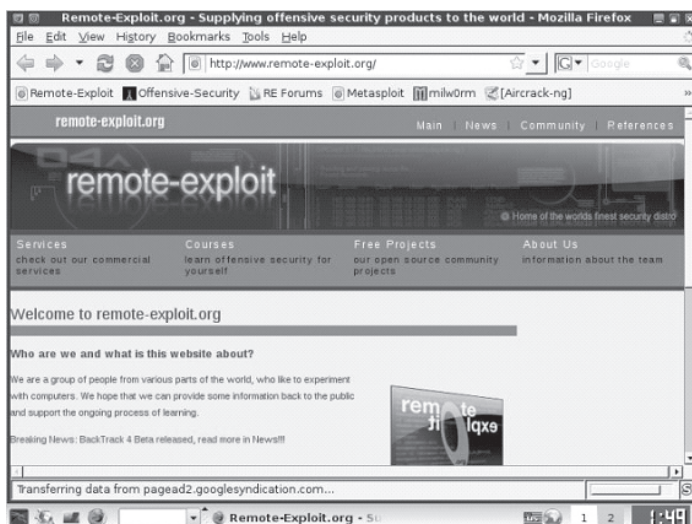 Remote-Exploit.org - Supplying offensive security products to the world - Mozilla Firefox
File Edit View History Bookmarks Tools Help
http://www.remote-exploit.org/ G Google
Remote-Exploit Offensive-Security RE Forums Metasploit milw0rm [Aircrack-ng] »
remote-exploit.org Main | News | Community | References
remote-exploit
Home of the worlds finest security distro
Services Courses Free Projects About Us
check out our commercial learn offensive security for our open source community information about the team
services yourself projects
Welcome to remote-exploit.org
Who are we and what is this website about?
We are a group of people from various parts of the world, who like to experiment
with computers. We hope that we can provide some information back to the public
and support the ongoing process of learning.
Breaking News: BackTrack 4 Beta released, read more in News!!!
Transferring data from pagead2.googlesyndication.com...
Remote-Exploit.org - Su 1 2 1:49